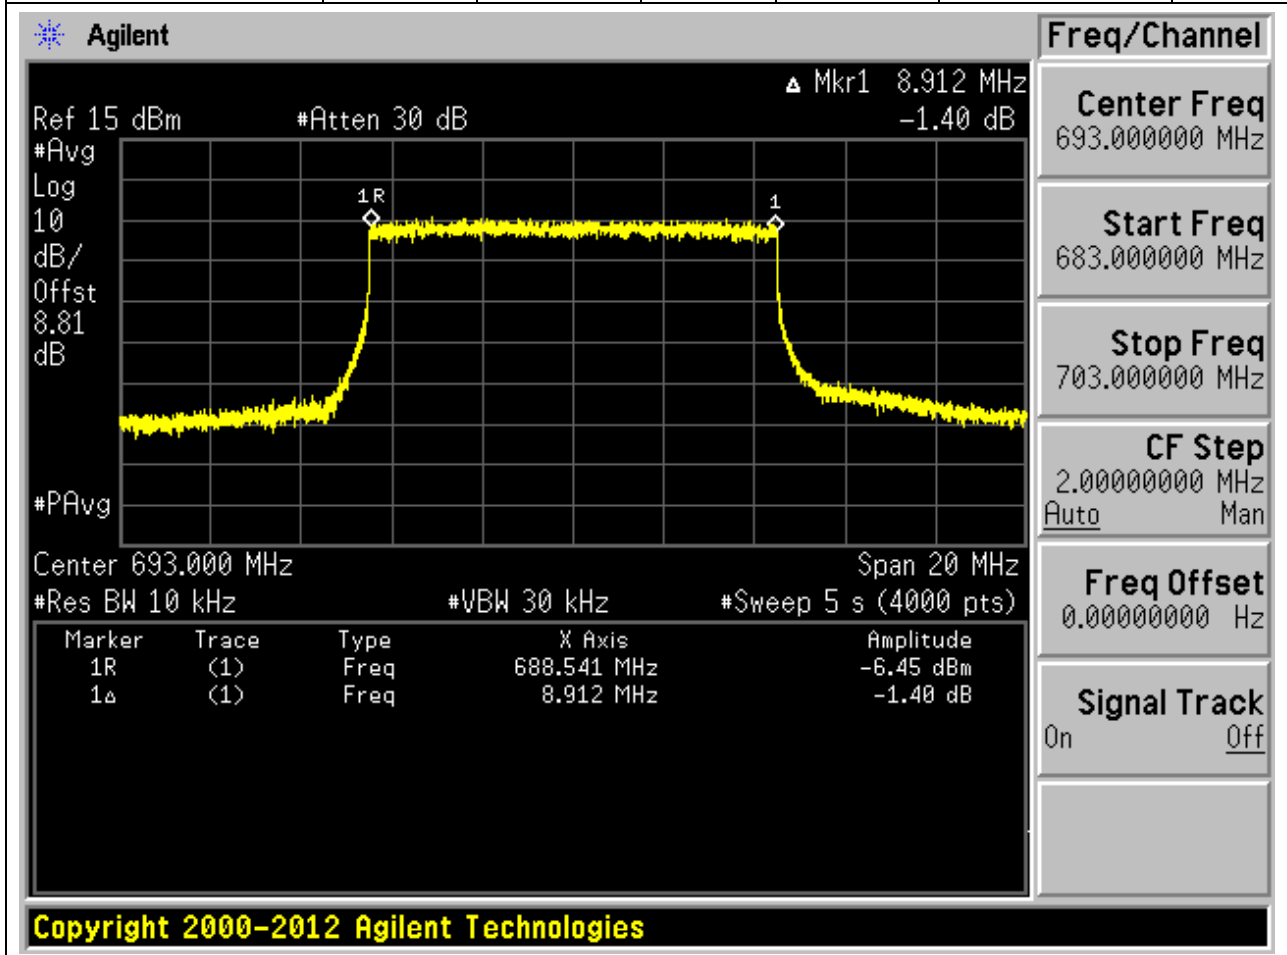 Agilent
Freq/Channel
Δ Mkr1 8.912 MHz
Ref 15 dBm #Atten 30 dB -1.40 dB
#Avg
Log
10
dB/
Offst
8.81
dB
1R
1
#PAvg
Center 693.000 MHz Span 20 MHz
#Res BW 10 kHz #VBW 30 kHz #Sweep 5 s (4000 pts)
Marker Trace Type X Axis Amplitude
1R (1) Freq 688.541 MHz -6.45 dBm
1Δ (1) Freq 8.912 MHz -1.40 dB
Center Freq
693.000000 MHz
Start Freq
683.000000 MHz
Stop Freq
703.000000 MHz
CF Step
2.00000000 MHz
Auto Man
Freq Offset
0.00000000 Hz
Signal Track
On Off
Copyright 2000-2012 Agilent Technologies